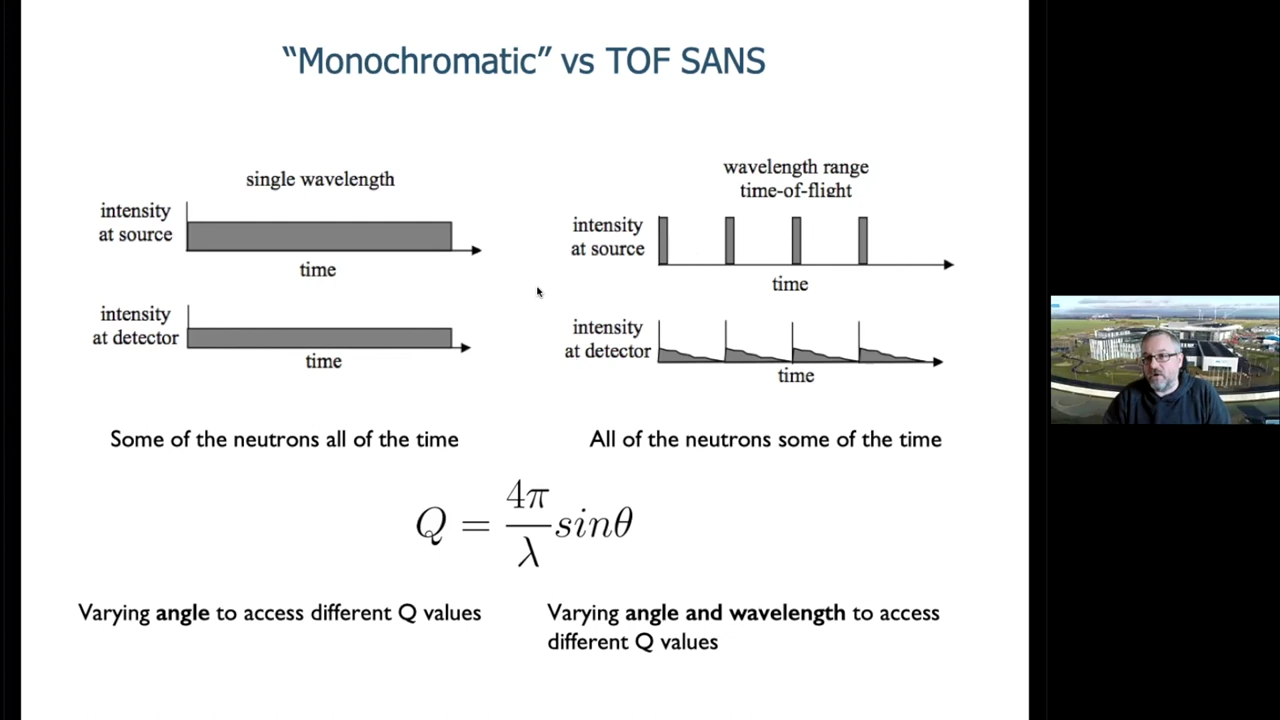 “Monochromatic” vs TOF SANS
single wavelength
intensity
at source
time
intensity
at detector
time
Some of the neutrons all of the time
wavelength range
time-of-flight
intensity
at source
time
intensity
at detector
time
All of the neutrons some of the time
Q = 4π/λ sinθ
Varying angle to access different Q values
Varying angle and wavelength to access
different Q values